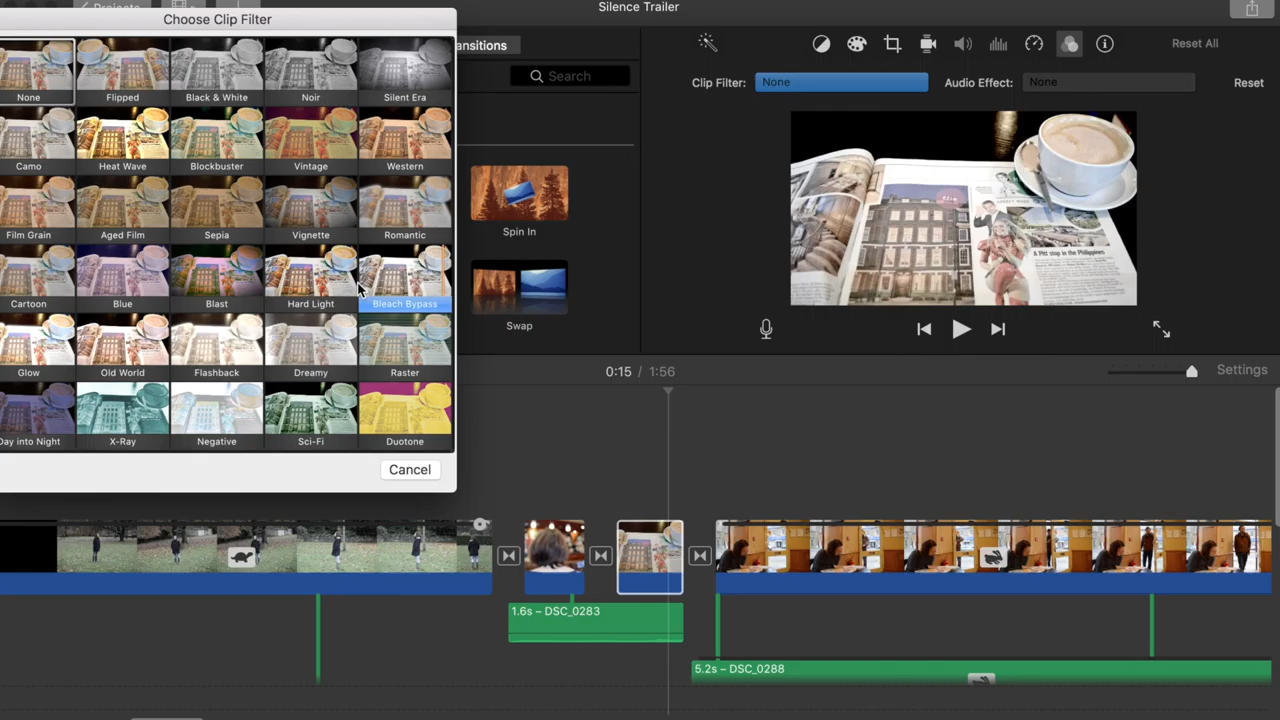 Projects
Silence Trailer
Choose Clip Filter
None
Flipped
Black & White
Noir
Silent Era
Camo
Heat Wave
Blockbuster
Vintage
Western
Film Grain
Aged Film
Sepia
Vignette
Romantic
Cartoon
Blue
Blast
Hard Light
Bleach Bypass
Glow
Old World
Flashback
Dreamy
Raster
Day into Night
X-Ray
Negative
Sci-Fi
Duotone
Cancel
ansitions
Search
Spin In
Swap
Reset All
Clip Filter: None Audio Effect: None Reset
A Pit stop in the Philippines
0:15 / 1:56
Settings
1.6s – DSC_0283
5.2s – DSC_0288